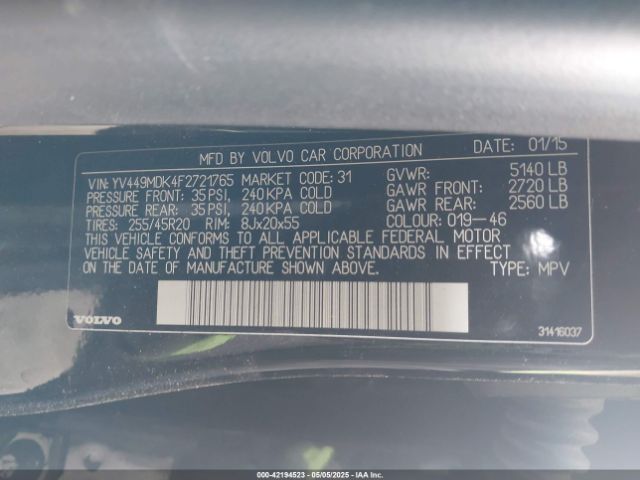 MFD BY VOLVO CAR CORPORATION DATE: 01/15
VIN: YV449MDK4F2721765 MARKET CODE: 31 GVWR: 5140 LB
PRESSURE FRONT: 35 PSI, 240 KPA COLD GAWR FRONT: 2720 LB
PRESSURE REAR: 35 PSI, 240 KPA COLD GAWR REAR: 2560 LB
TIRES: 255/45R20 RIM: 8Jx20x55 COLOUR: 019-46
THIS VEHICLE CONFORMS TO ALL APPLICABLE FEDERAL MOTOR
VEHICLE SAFETY AND THEFT PREVENTION STANDARDS IN EFFECT
ON THE DATE OF MANUFACTURE SHOWN ABOVE. TYPE: MPV
VOLVO 31416037
000-42194523 - 05/05/2025 - IAAI.CA